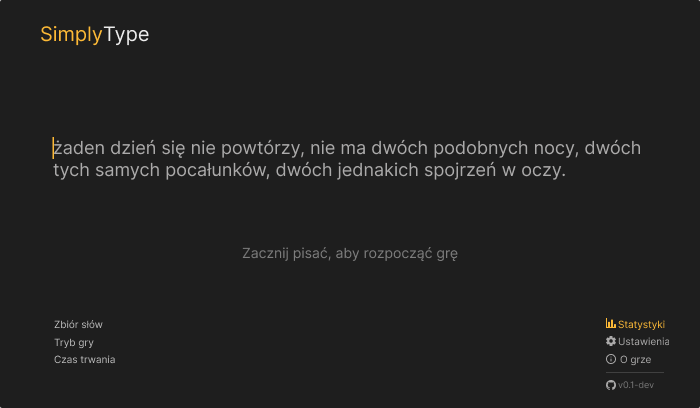 SimplyType
żaden dzień się nie powtórzy, nie ma dwóch podobnych nocy, dwóch
tych samych pocałunków, dwóch jednakich spojrzeń w oczy.
Zacznij pisać, aby rozpocząć grę
Zbiór słów
Tryb gry
Czas trwania
Statystyki
Ustawienia
O grze
v0.1-dev